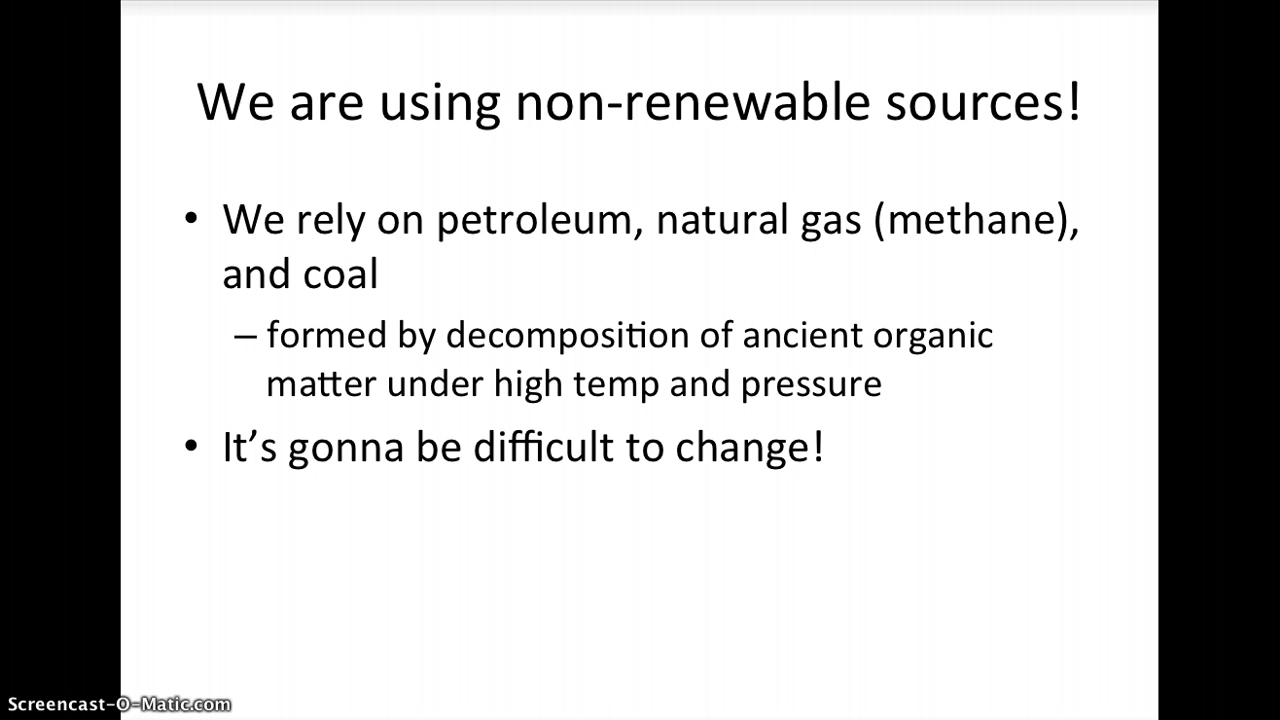 We are using non-renewable sources!
• We rely on petroleum, natural gas (methane),
and coal
– formed by decomposition of ancient organic
matter under high temp and pressure
• It’s gonna be difficult to change!
Screencast-O-Matic.com